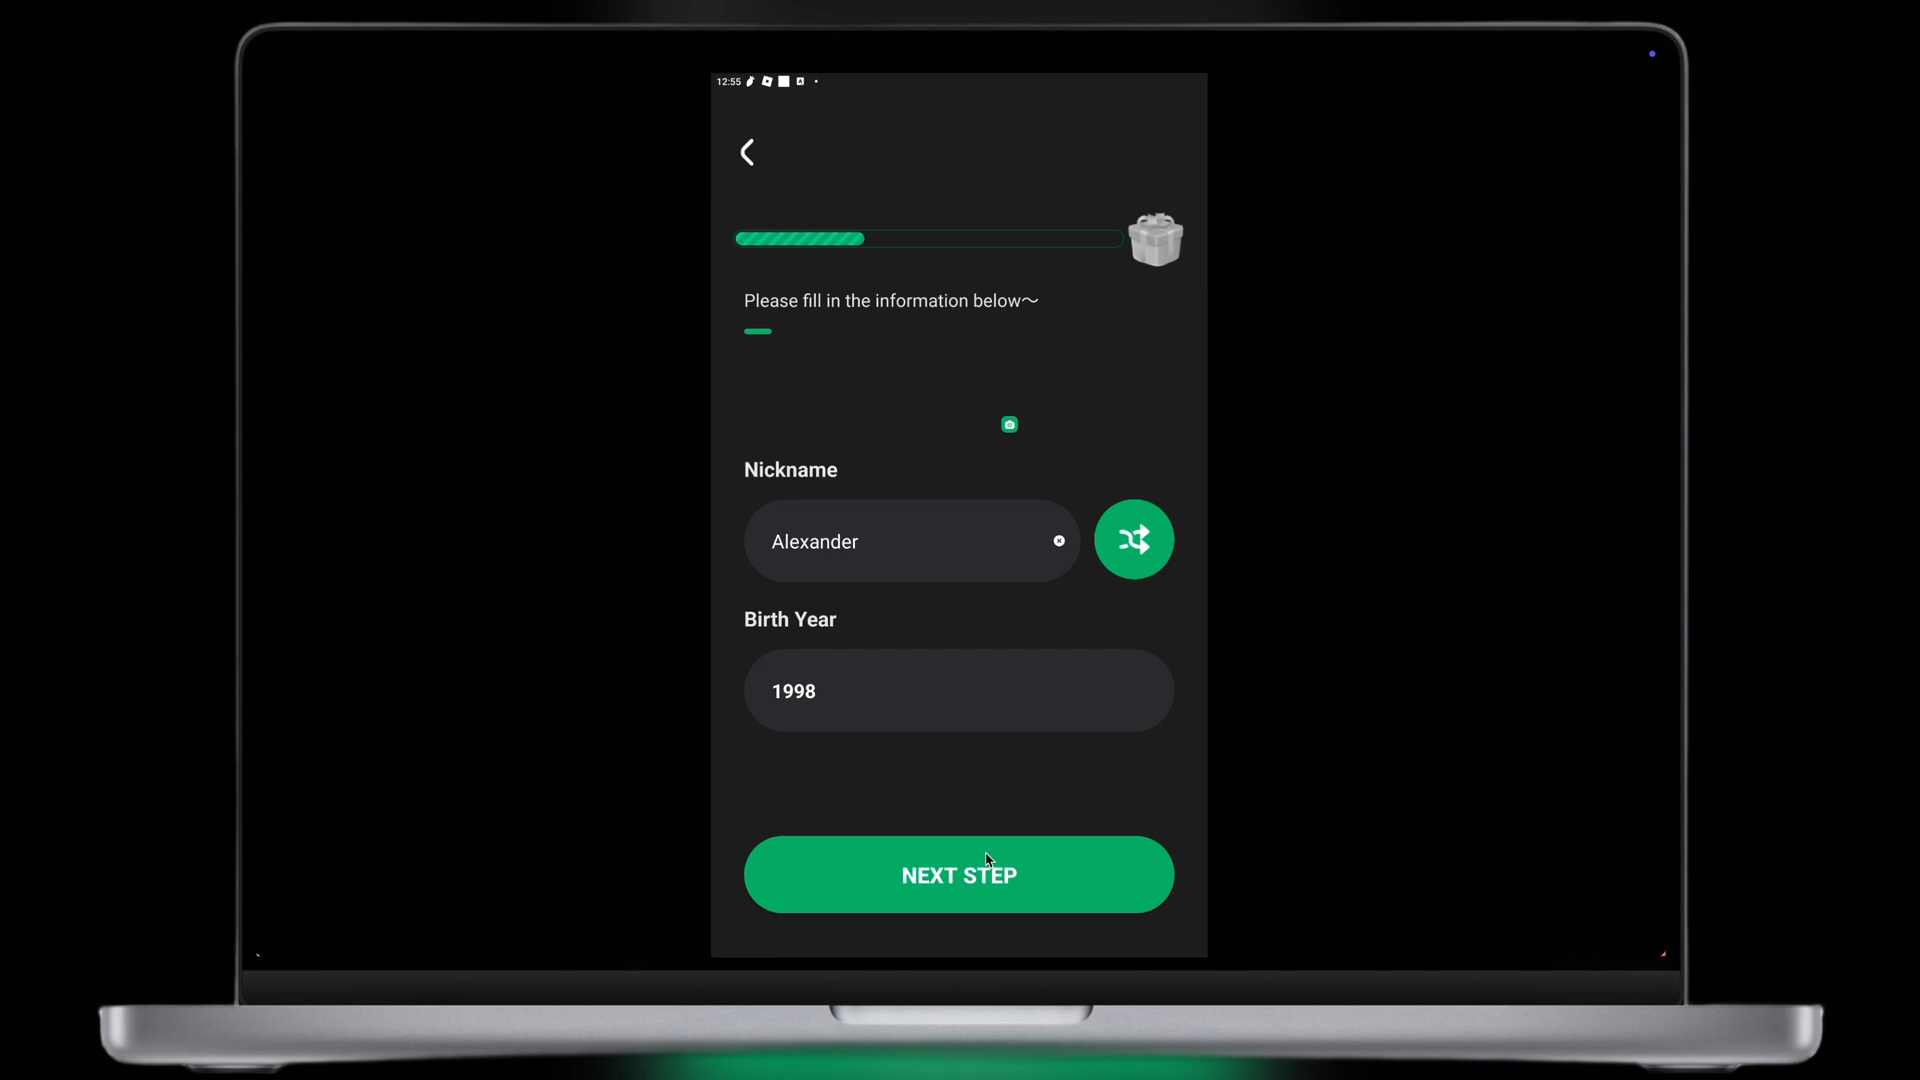 12:55
Please fill in the information below～
Nickname
Alexander
Birth Year
1998
NEXT STEP